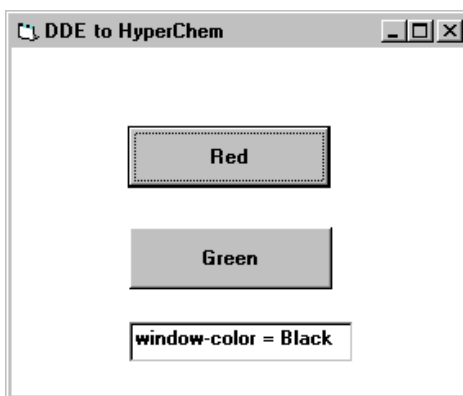 DDE to HyperChem
Red
Green
window-color = Black